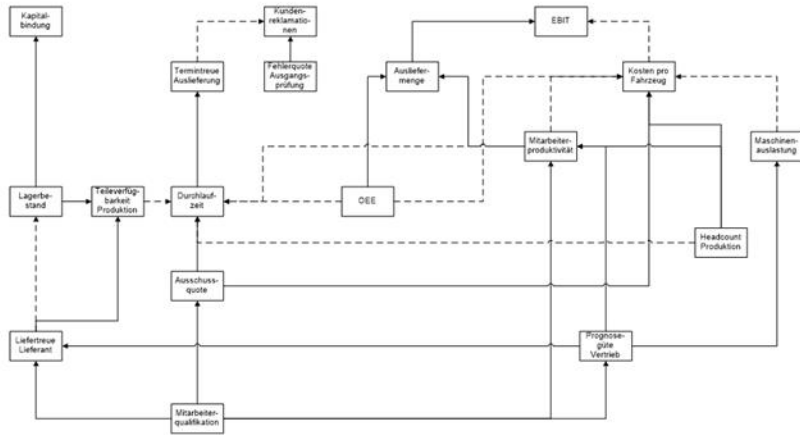 Kapital-
bindung
Kunden-
reklamatio-
nen
EBIT
Termintreue
Auslieferung
Fehlerquote
Ausgangs-
prüfung
Ausliefer-
menge
Kosten pro
Fahrzeug
Mitarbeiter-
produktivität
Maschinen-
auslastung
Lagerbe-
stand
Teileverfüg-
barkeit
Produktion
Durchlauf-
zeit
OEE
Headcount
Produktion
Ausschuss-
quote
Liefertreue
Lieferant
Prognose-
güte
Vertrieb
Mitarbeiter-
qualifikation